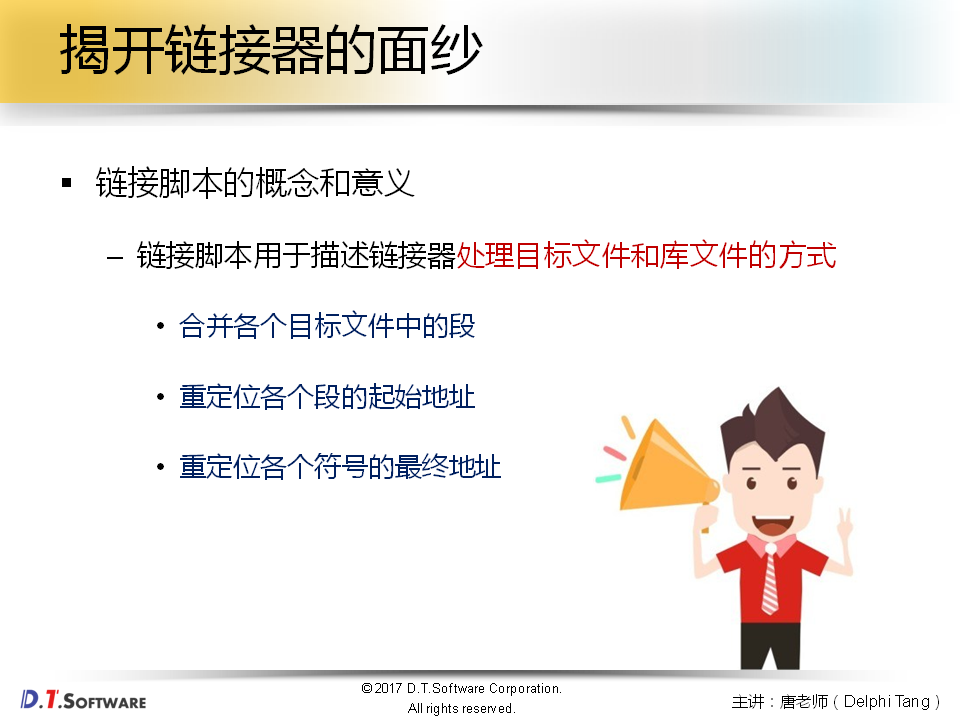 揭开链接器的面纱
▪ 链接脚本的概念和意义
– 链接脚本用于描述链接器处理目标文件和库文件的方式
• 合并各个目标文件中的段
• 重定位各个段的起始地址
• 重定位各个符号的最终地址
D.T.SOFTWARE
©2017 D.T.Software Corporation.
All rights reserved.
主讲：唐老师（Delphi Tang）